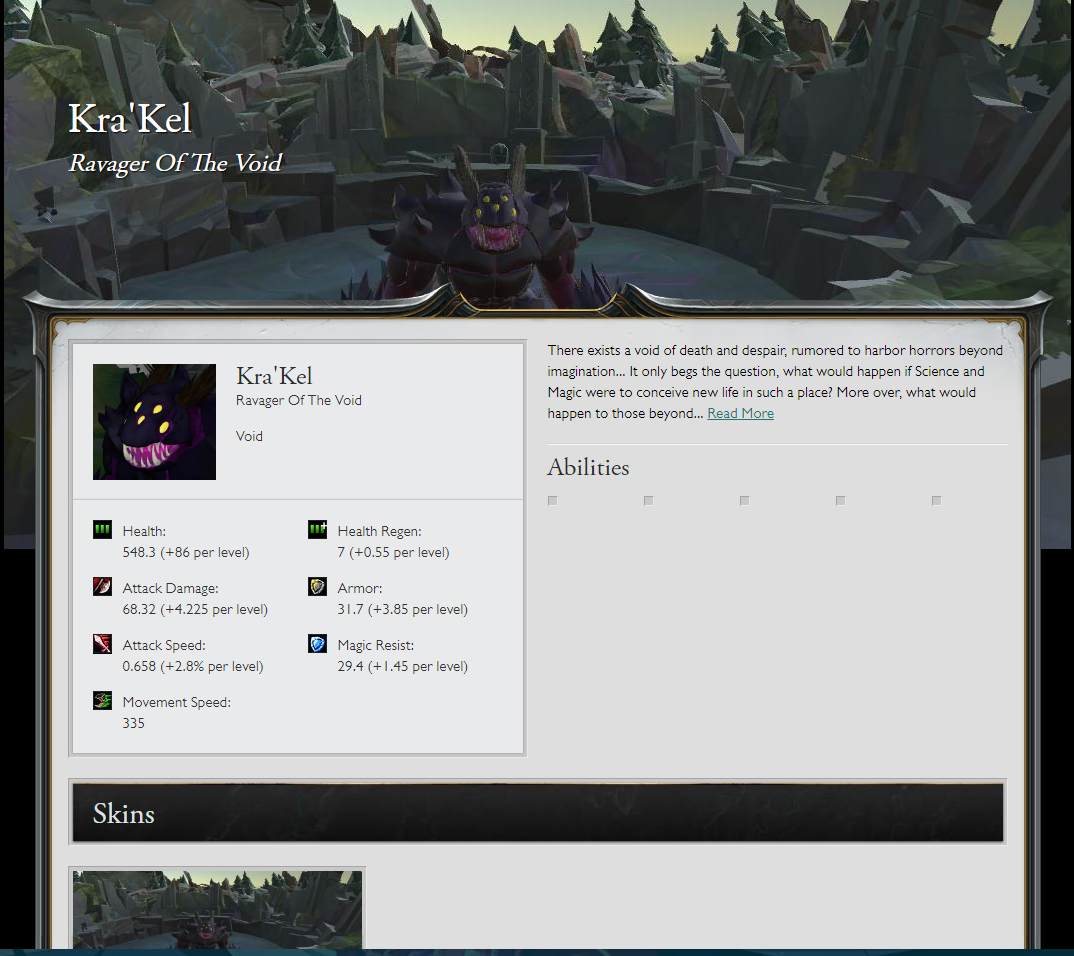 Kra'Kel
Ravager Of The Void
Kra'Kel
Ravager Of The Void
Void
Health:
548.3 (+86 per level)
Health Regen:
7 (+0.55 per level)
Attack Damage:
68.32 (+4.225 per level)
Armor:
31.7 (+3.85 per level)
Attack Speed:
0.658 (+2.8% per level)
Magic Resist:
29.4 (+1.45 per level)
Movement Speed:
335
There exists a void of death and despair, rumored to harbor horrors beyond
imagination... It only begs the question, what would happen if Science and
Magic were to conceive new life in such a place? More over, what would
happen to those beyond... Read More
Abilities
Skins